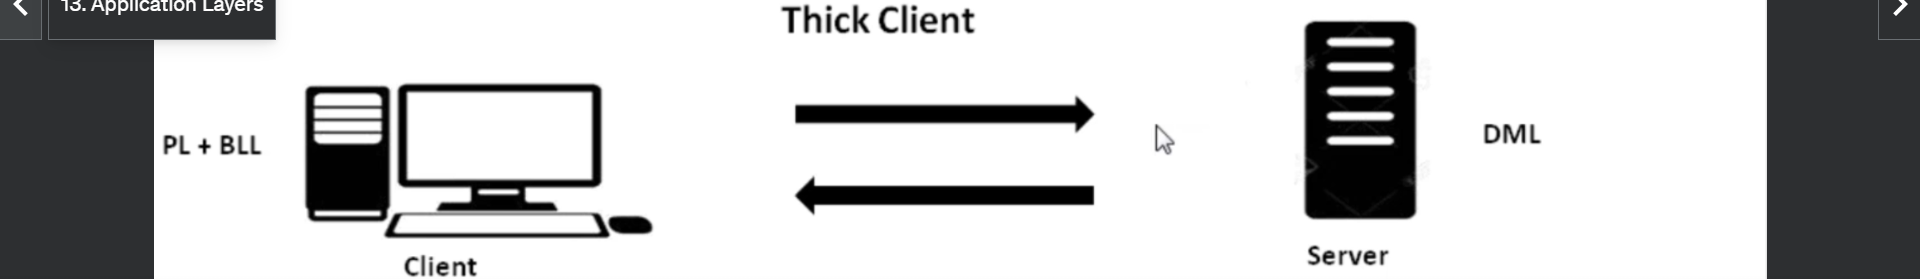 13. Application Layers
Thick Client
PL + BLL
DML
Client
Server